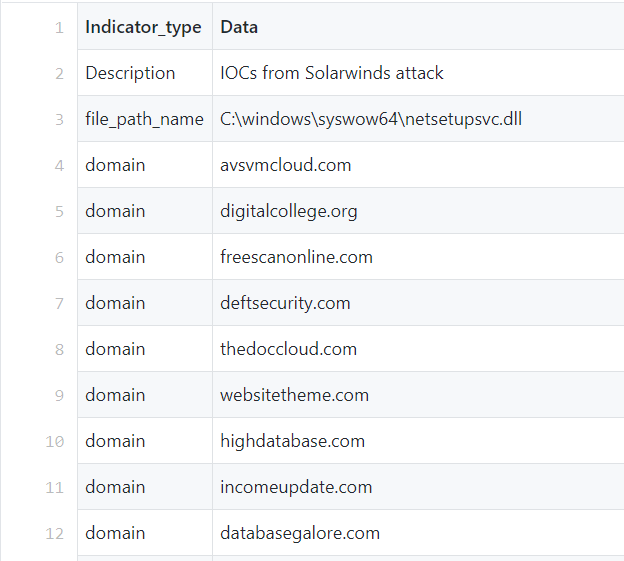 1 Indicator_type Data
2 Description IOCs from Solarwinds attack
3 file_path_name C:\windows\syswow64\netsetupsvc.dll
4 domain avsvmcloud.com
5 domain digitalcollege.org
6 domain freescanonline.com
7 domain deftsecurity.com
8 domain thedoccloud.com
9 domain websitetheme.com
10 domain highdatabase.com
11 domain incomeupdate.com
12 domain databasegalore.com